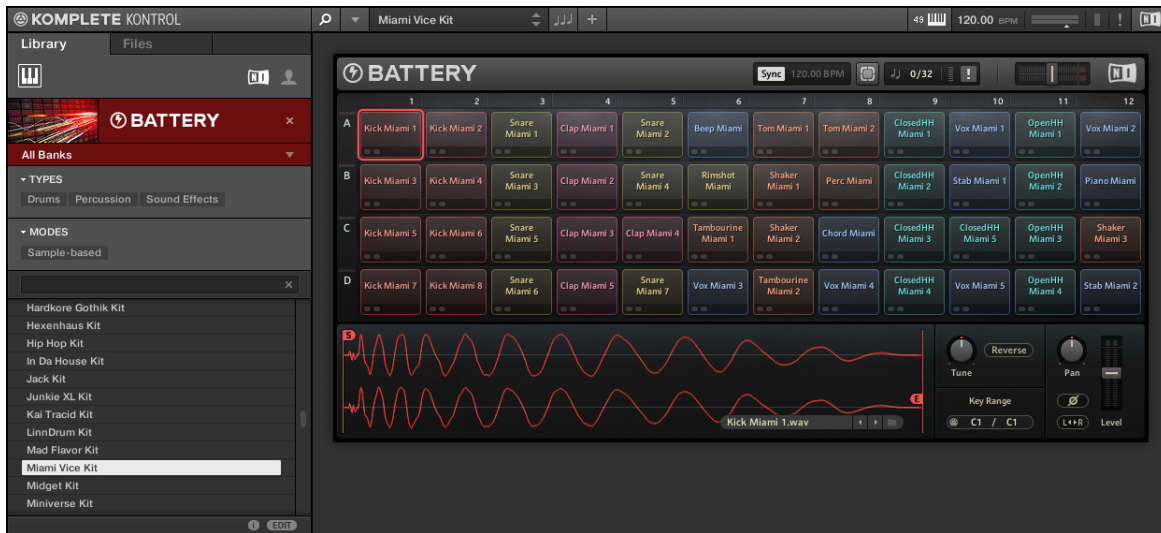 KOMPLETE KONTROL
Miami Vice Kit
49
120.00 BPM
Library
Files
BATTERY
All Banks
TYPES
Drums
Percussion
Sound Effects
MODES
Sample-based
Hardkore Gothik Kit
Hexenhaus Kit
Hip Hop Kit
In Da House Kit
Jack Kit
Junkie XL Kit
Kai Tracid Kit
LinnDrum Kit
Mad Flavor Kit
Miami Vice Kit
Midget Kit
Miniverse Kit
EDIT
BATTERY
Sync 120.00 BPM
0/32
1 2 3 4 5 6 7 8 9 10 11 12
A
Kick Miami 1
Kick Miami 2
Snare
Miami 1
Clap Miami 1
Snare
Miami 2
Beep Miami
Tom Miami 1
Tom Miami 2
ClosedHH
Miami 1
Vox Miami 1
OpenHH
Miami 1
Vox Miami 2
B
Kick Miami 3
Kick Miami 4
Snare
Miami 3
Clap Miami 2
Snare
Miami 4
Rimshot
Miami
Shaker
Miami 1
Perc Miami
ClosedHH
Miami 2
Stab Miami 1
OpenHH
Miami 2
Piano Miami
C
Kick Miami 5
Kick Miami 6
Snare
Miami 5
Clap Miami 3
Clap Miami 4
Tambourine
Miami 1
Shaker
Miami 2
Chord Miami
ClosedHH
Miami 3
ClosedHH
Miami 5
OpenHH
Miami 3
Shaker
Miami 3
D
Kick Miami 7
Kick Miami 8
Snare
Miami 6
Clap Miami 5
Snare
Miami 7
Vox Miami 3
Tambourine
Miami 2
Vox Miami 4
ClosedHH
Miami 4
Vox Miami 5
OpenHH
Miami 4
Stab Miami 2
S
E
Kick Miami 1.wav
Tune
Reverse
Key Range
C1 / C1
Pan
L R
Level